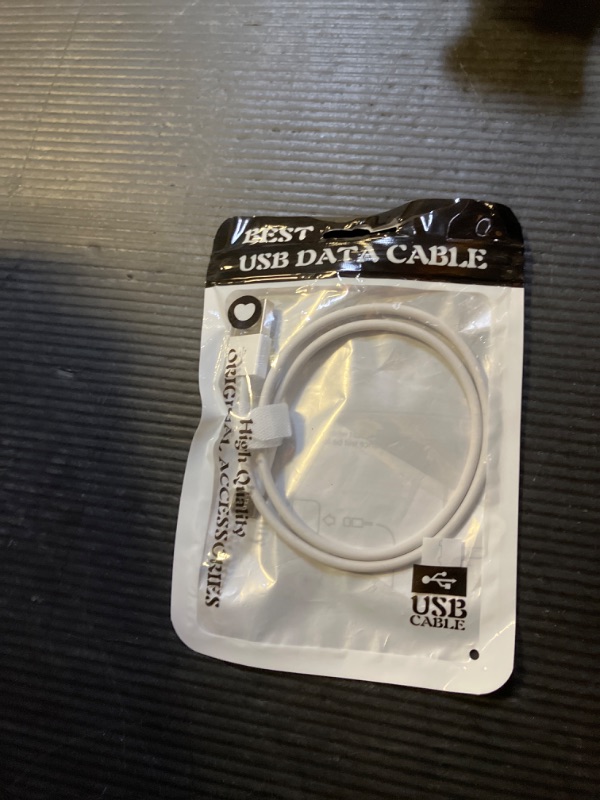 BEST
USB DATA CABLE
High Quality
ORIGINAL ACCESSORIES
USB
CABLE